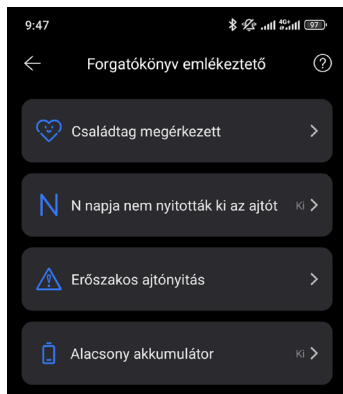 9:47
4G+
97
Forgatókönyv emlékeztető
?
Családtag megérkezett
N
N napja nem nyitották ki az ajtót
Ki
Erőszakos ajtónyitás
Alacsony akkumulátor
Ki